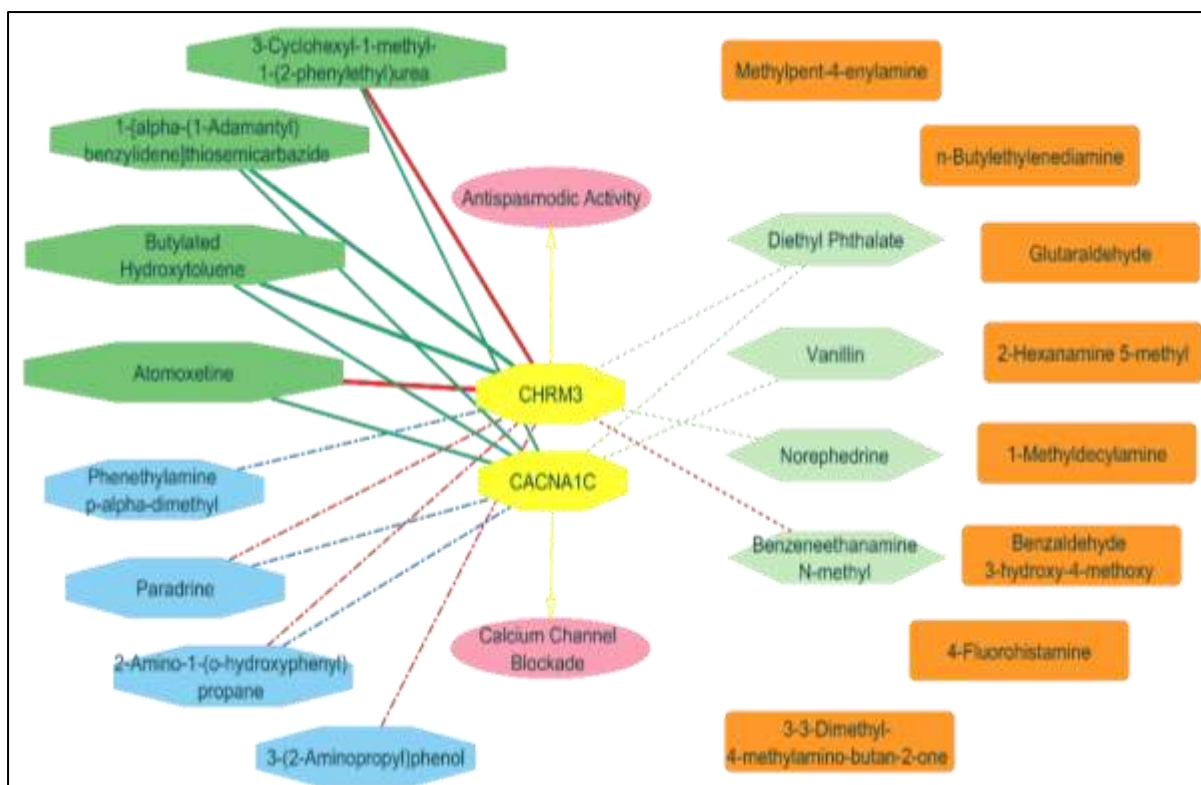 3-Cyclohexyl-1-methyl-
1-(2-phenylethyl)urea
1-[alpha-(1-Adamantyl)
benzylidene]thiosemicarbazide
Butylated
Hydroxytoluene
Atomoxetine
Phenethylamine
p-alpha-dimethyl
Paradrine
2-Amino-1-(o-hydroxyphenyl)
propane
3-(2-Aminopropyl)phenol
Antispasmodic Activity
CHRM3
CACNA1C
Calcium Channel
Blockade
Diethyl Phthalate
Vanillin
Norephedrine
Benzeneethanamine
N-methyl
Methylpent-4-enylamine
n-Butylethylenediamine
Glutaraldehyde
2-Hexanamine 5-methyl
1-Methyldecylamine
Benzaldehyde
3-hydroxy-4-methoxy
4-Fluorohistamine
3-3-Dimethyl-
4-methylamino-butan-2-one